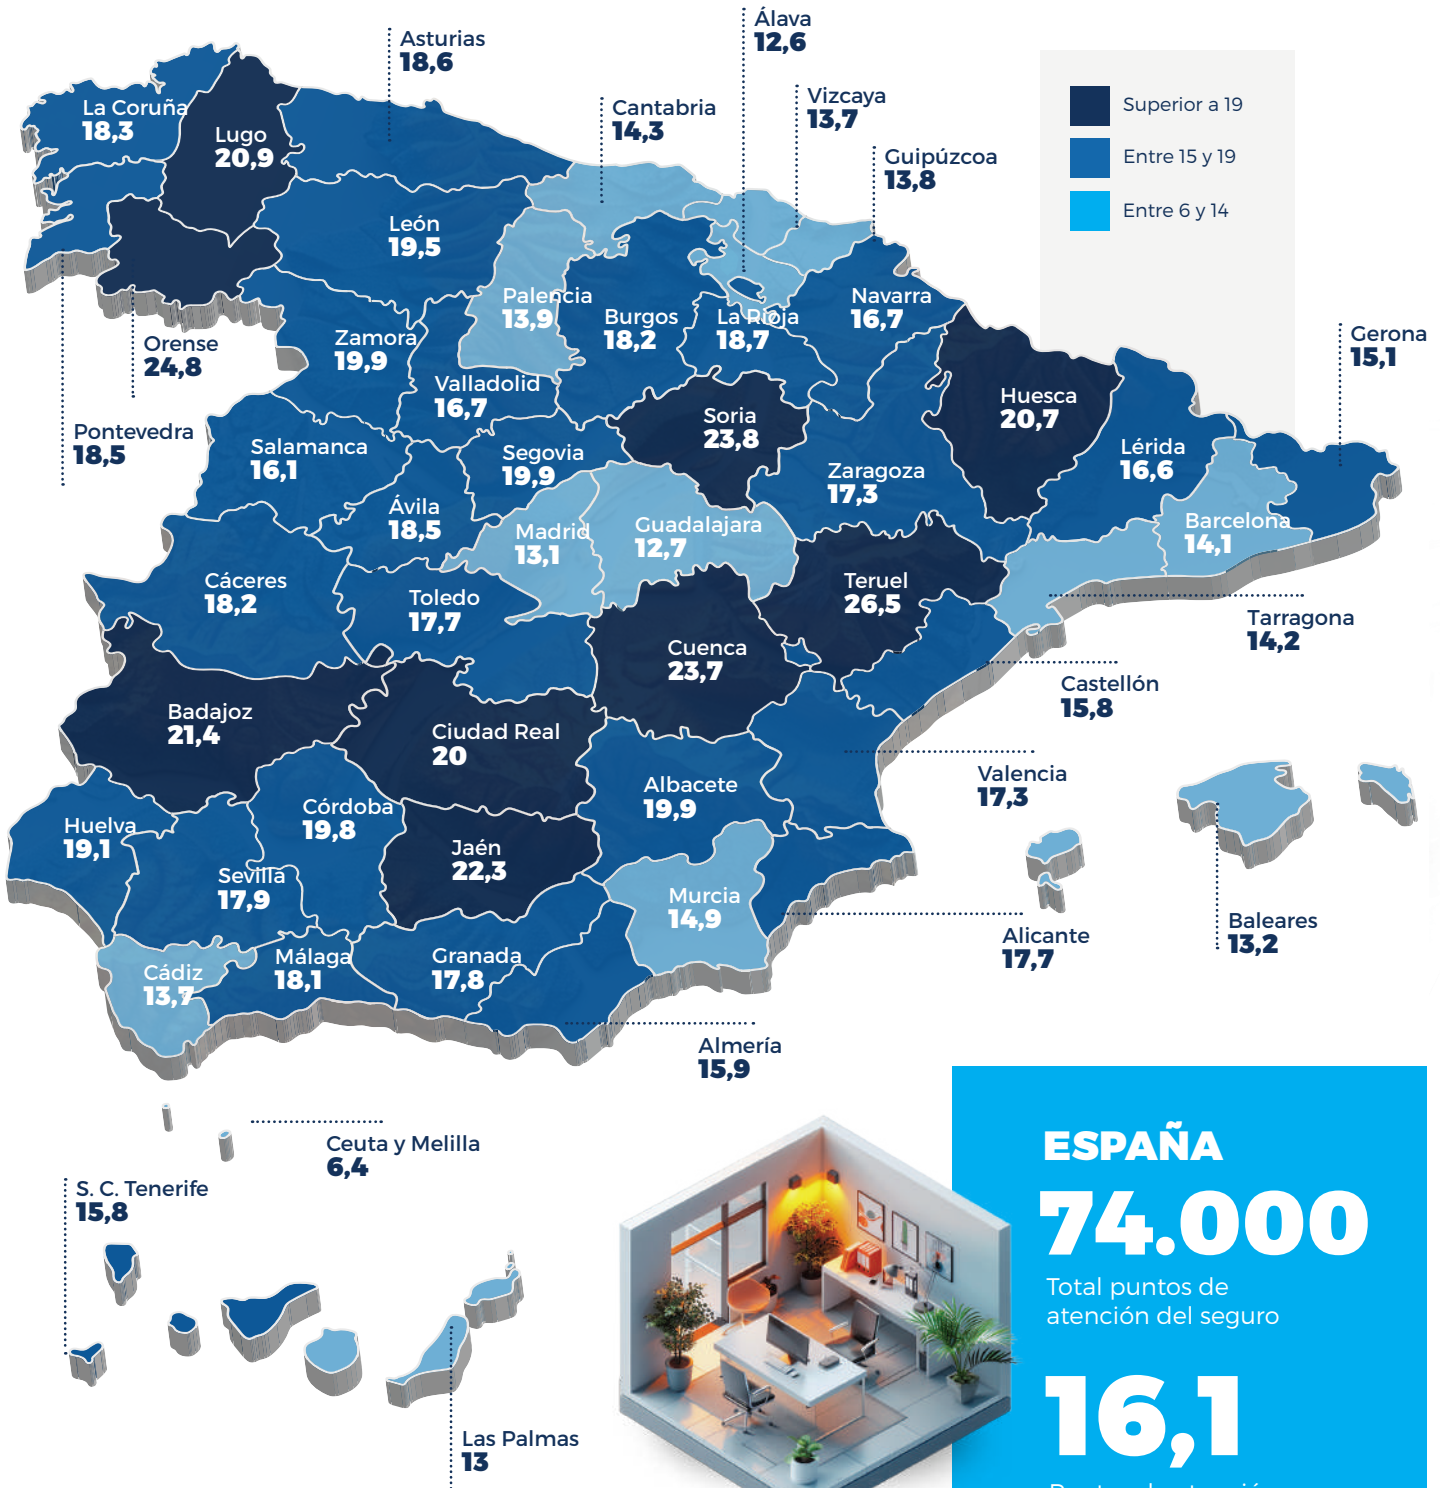 Asturias
18,6
Álava
12,6
Cantabria
14,3
Vizcaya
13,7
Guipúzcoa
13,8
Superior a 19
Entre 15 y 19
Entre 6 y 14
La Coruña
18,3
Lugo
20,9
León
19,5
Palencia
13,9
Burgos
18,2
La Rioja
18,7
Navarra
16,7
Gerona
15,1
Orense
24,8
Zamora
19,9
Valladolid
16,7
Huesca
20,7
Pontevedra
18,5
Salamanca
16,1
Segovia
19,9
Soria
23,8
Zaragoza
17,3
Lérida
16,6
Ávila
18,5
Madrid
13,1
Guadalajara
12,7
Barcelona
14,1
Cáceres
18,2
Toledo
17,7
Teruel
26,5
Tarragona
14,2
Cuenca
23,7
Castellón
15,8
Badajoz
21,4
Ciudad Real
20
Valencia
17,3
Albacete
19,9
Huelva
19,1
Córdoba
19,8
Jaén
22,3
Sevilla
17,9
Murcia
14,9
Alicante
17,7
Baleares
13,2
Cádiz
13,7
Málaga
18,1
Granada
17,8
Almería
15,9
Ceuta y Melilla
6,4
S. C. Tenerife
15,8
Las Palmas
13
ESPAÑA
74.000
Total puntos de
atención del seguro
16,1